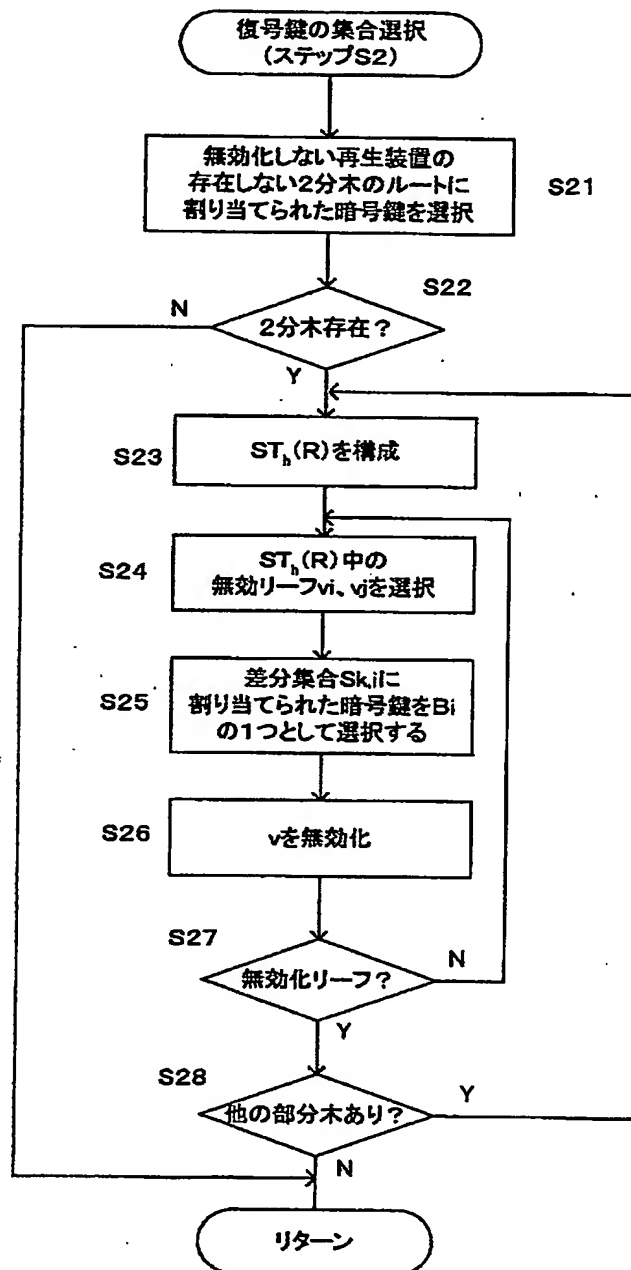 復号鍵の集合選択
(ステップS2)
無効化しない再生装置の
存在しない2分木のルートに
割り当てられた暗号鍵を選択
S21
S22
N
2分木存在?
Y
S23
STh(R)を構成
S24
STh(R)中の
無効リーフvi、vjを選択
S25
差分集合Sk,iに
割り当てられた暗号鍵をBi
の1つとして選択する
S26
vを無効化
S27
無効化リーフ?
N
Y
S28
他の部分木あり?
Y
N
リターン